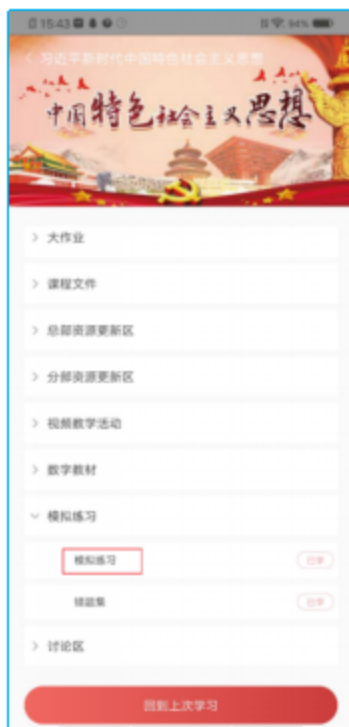 15:43
94%
习近平新时代中国特色社会主义思想
中国特色社会主义思想
大作业
课程文件
总部资源更新区
分部资源更新区
视频教学活动
数字教材
模拟练习
模拟练习
已学
错题集
已学
讨论区
回到上次学习